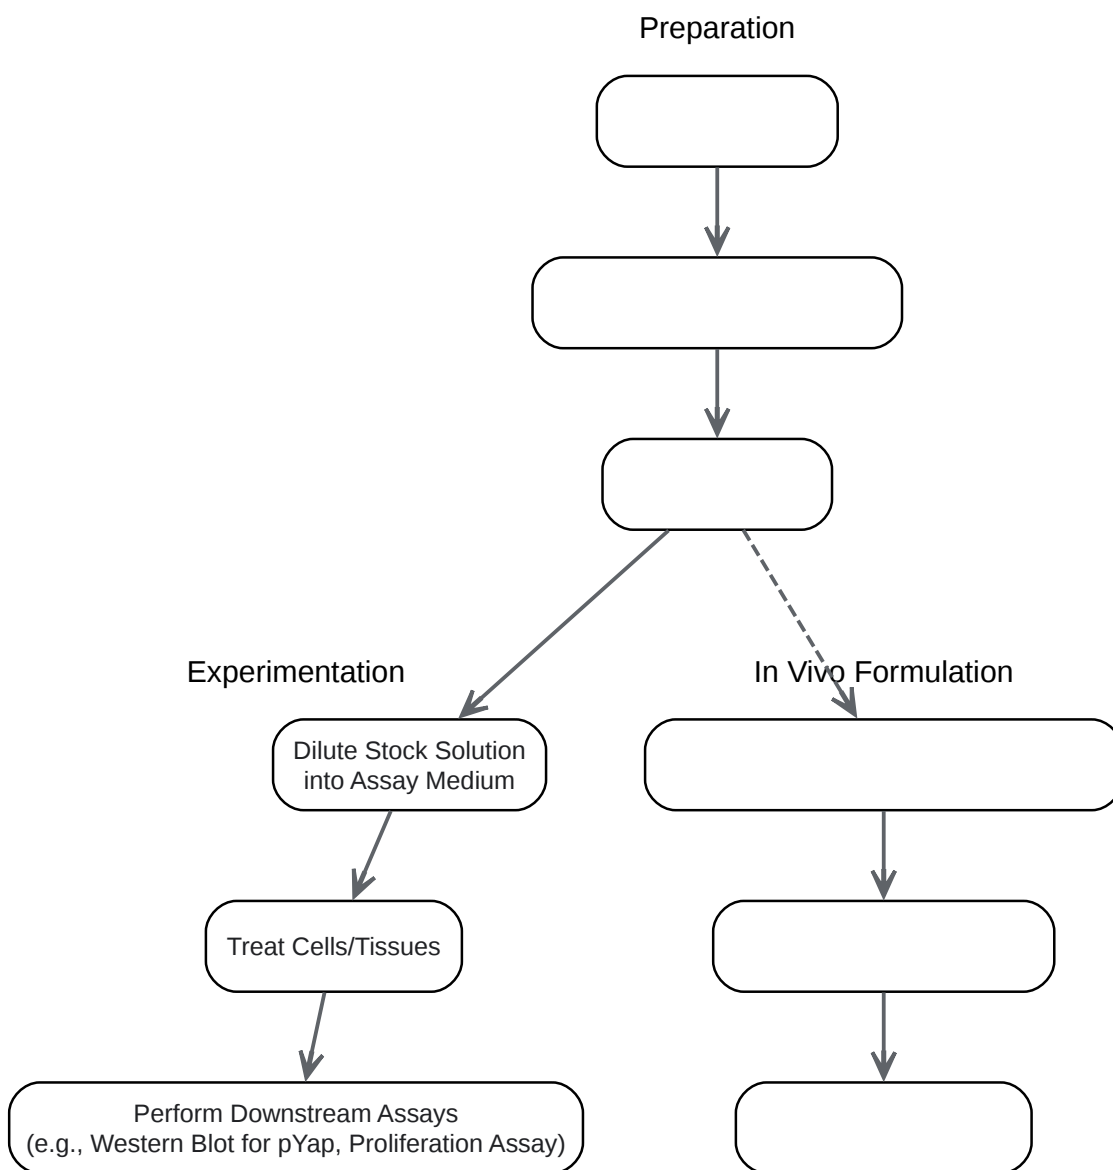 Preparation
Experimentation
In Vivo Formulation
Dilute Stock Solution
into Assay Medium
Treat Cells/Tissues
Perform Downstream Assays
(e.g., Western Blot for pYap, Proliferation Assay)